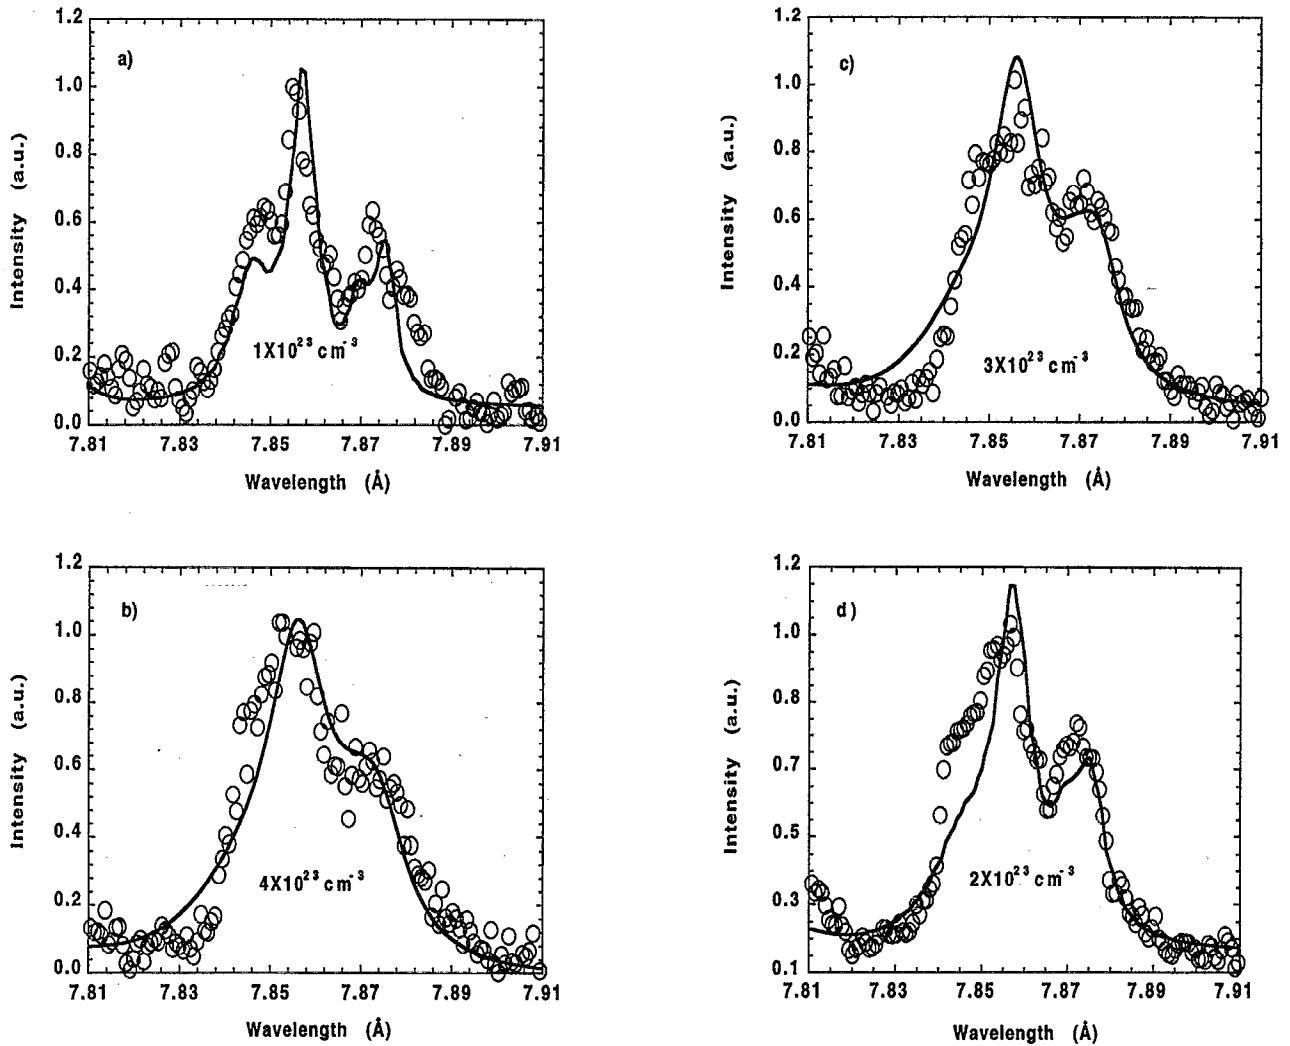 a)
1.2
1.0
0.8
0.6
0.4
0.2
0.0
Intensity (a.u.)
1X10²³ cm⁻³
7.81 7.83 7.85 7.87 7.89 7.91
Wavelength (Å)
c)
1.2
1.0
0.8
0.6
0.4
0.2
0.0
Intensity (a.u.)
3X10²³ cm⁻³
7.81 7.83 7.85 7.87 7.89 7.91
Wavelength (Å)
b)
1.2
1.0
0.8
0.6
0.4
0.2
0.0
Intensity (a.u.)
4X10²³ cm⁻³
7.81 7.83 7.85 7.87 7.89 7.91
Wavelength (Å)
d)
1.2
1.0
0.8
0.7
0.5
0.3
0.1
Intensity (a.u.)
2X10²³ cm⁻³
7.81 7.83 7.85 7.87 7.89 7.91
Wavelength (Å)